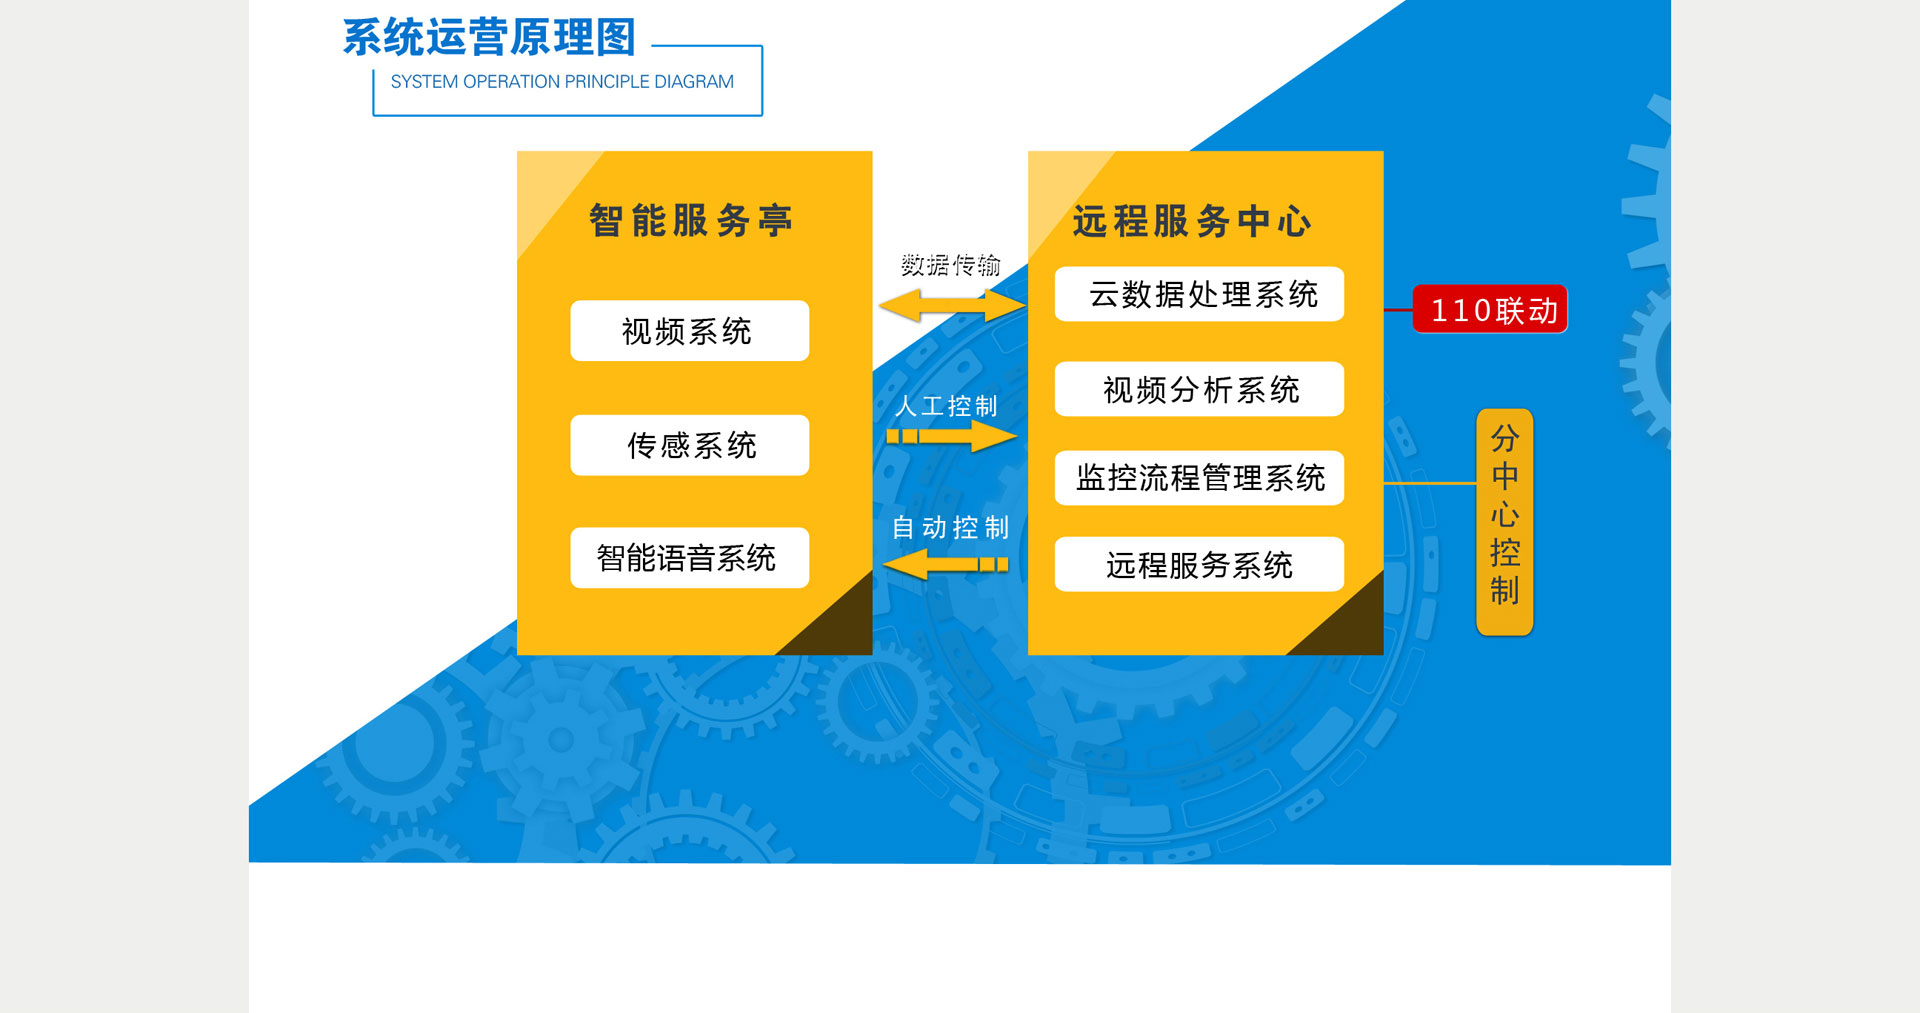 系统运营原理图
SYSTEM OPERATION PRINCIPLE DIAGRAM
智能服务亭
视频系统
传感系统
智能语音系统
数据传输
人工控制
自动控制
远程服务中心
云数据处理系统
视频分析系统
监控流程管理系统
远程服务系统
110联动
分中心控制